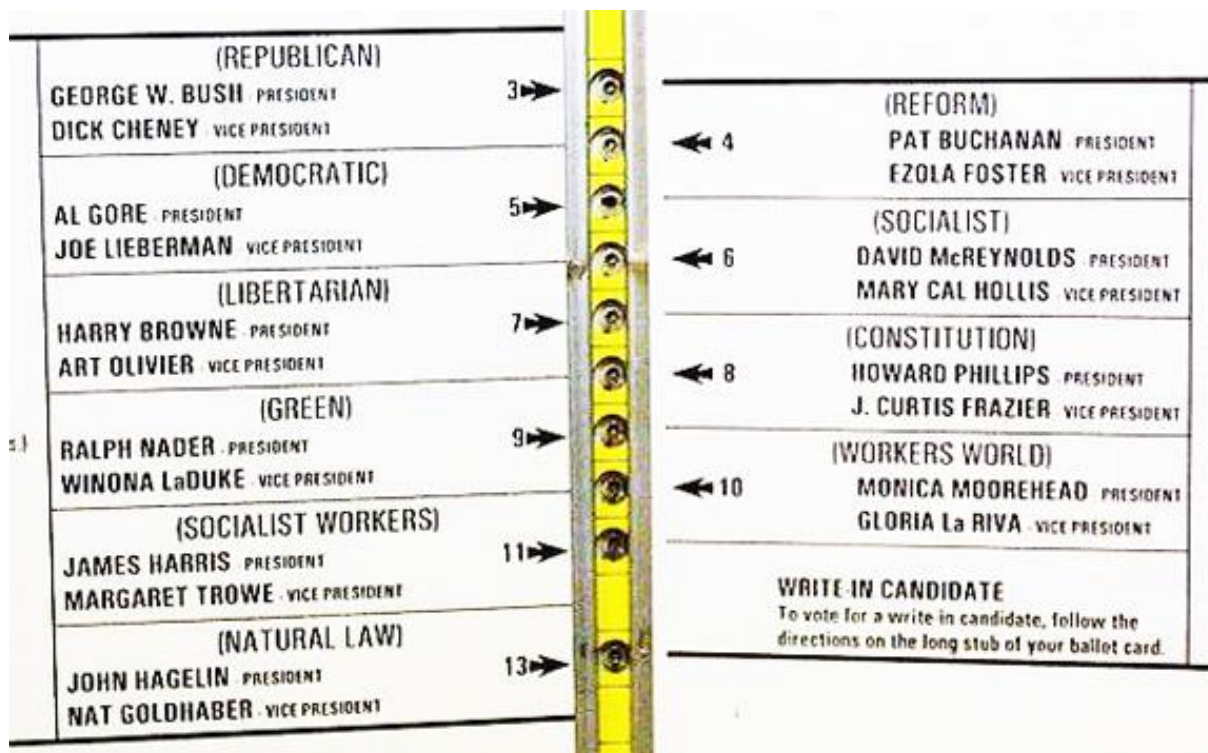 (REPUBLICAN)
GEORGE W. BUSH · PRESIDENT
DICK CHENEY · VICE PRESIDENT
3
(DEMOCRATIC)
AL GORE · PRESIDENT
JOE LIEBERMAN · VICE PRESIDENT
5
(LIBERTARIAN)
HARRY BROWNE · PRESIDENT
ART OLIVIER · VICE PRESIDENT
7
(GREEN)
RALPH NADER · PRESIDENT
WINONA LaDUKE · VICE PRESIDENT
9
(SOCIALIST WORKERS)
JAMES HARRIS · PRESIDENT
MARGARET TROWE · VICE PRESIDENT
11
(NATURAL LAW)
JOHN HAGELIN · PRESIDENT
NAT GOLDHABER · VICE PRESIDENT
13
(REFORM)
4
PAT BUCHANAN · PRESIDENT
EZOLA FOSTER · VICE PRESIDENT
(SOCIALIST)
6
DAVID McREYNOLDS · PRESIDENT
MARY CAL HOLLIS · VICE PRESIDENT
(CONSTITUTION)
8
HOWARD PHILLIPS · PRESIDENT
J. CURTIS FRAZIER · VICE PRESIDENT
(WORKERS WORLD)
10
MONICA MOOREHEAD · PRESIDENT
GLORIA La RIVA · VICE PRESIDENT
WRITE-IN CANDIDATE
To vote for a write in candidate, follow the
directions on the long stub of your ballot card.